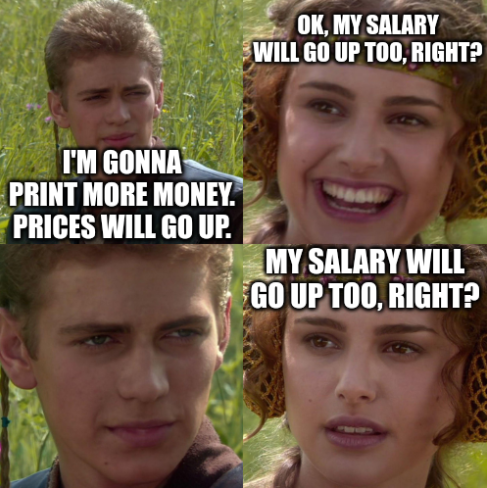 I'M GONNA
PRINT MORE MONEY.
PRICES WILL GO UP.
OK, MY SALARY
WILL GO UP TOO, RIGHT?
MY SALARY WILL
GO UP TOO, RIGHT?